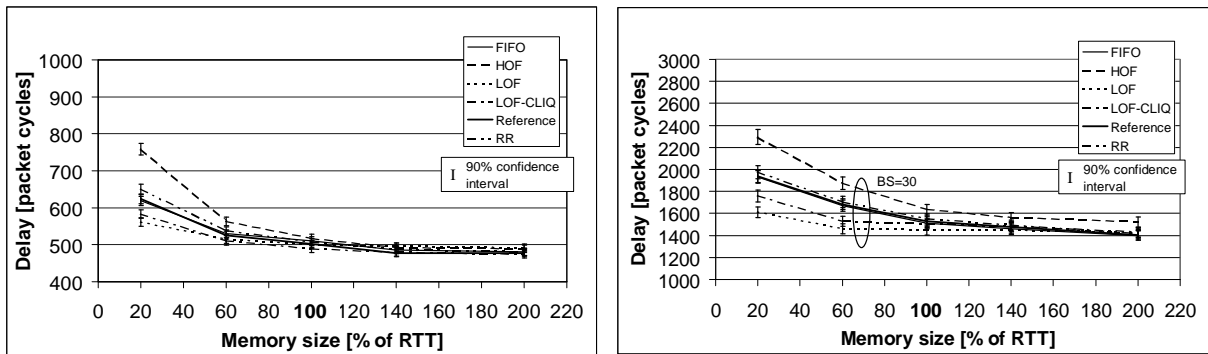 1000
900
800
700
600
500
400
Delay [packet cycles]
0 20 40 60 80 100 120 140 160 180 200 220
Memory size [% of RTT]
FIFO
HOF
LOF
LOF-CLIQ
Reference
RR
I 90% confidence
interval
3000
2800
2600
2400
2200
2000
1800
1600
1400
1200
1000
Delay [packet cycles]
0 20 40 60 80 100 120 140 160 180 200 220
Memory size [% of RTT]
BS=30
FIFO
HOF
LOF
LOF-CLIQ
Reference
RR
I 90% confidence
interval